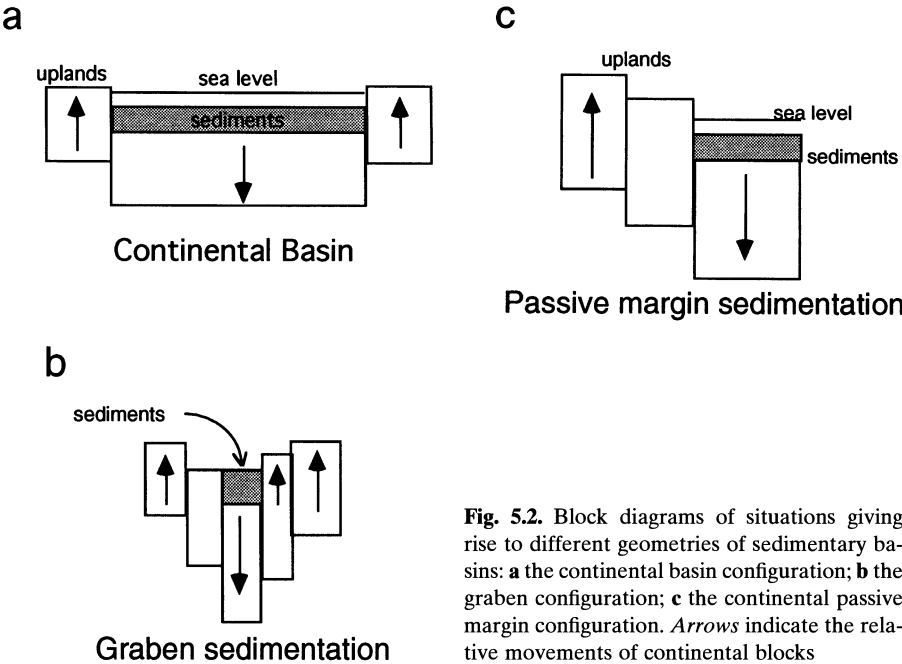 a
uplands
sea level
sediments
Continental Basin
c
uplands
sea level
sediments
Passive margin sedimentation
b
sediments
Graben sedimentation
Fig. 5.2. Block diagrams of situations giving
rise to different geometries of sedimentary ba-
sins: a the continental basin configuration; b the
graben configuration; c the continental passive
margin configuration. Arrows indicate the rela-
tive movements of continental blocks